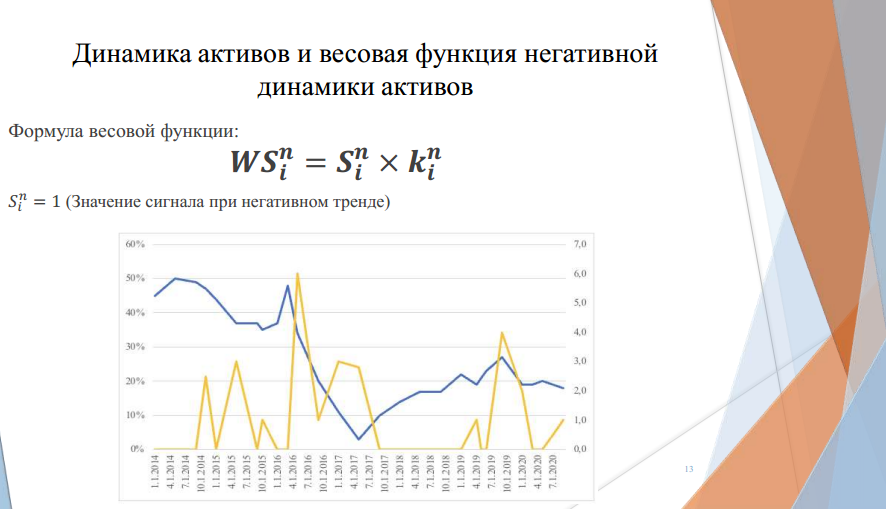 Динамика активов и весовая функция негативной
динамики активов
Формула весовой функции:
WSᵢⁿ = Sᵢⁿ × kᵢⁿ
Sᵢⁿ = 1 (Значение сигнала при негативном тренде)
60% 7,0
50% 6,0
40% 5,0
30% 4,0
20% 3,0
10% 2,0
0% 1,0
0,0
1.1.2014 4.1.2014 7.1.2014 10.1.2014 1.1.2015 4.1.2015 7.1.2015 10.1.2015 1.1.2016 4.1.2016 7.1.2016 10.1.2016 1.1.2017 4.1.2017 7.1.2017 10.1.2017 1.1.2018 4.1.2018 7.1.2018 10.1.2018 1.1.2019 4.1.2019 7.1.2019 10.1.2019 1.1.2020 4.1.2020 7.1.2020
13